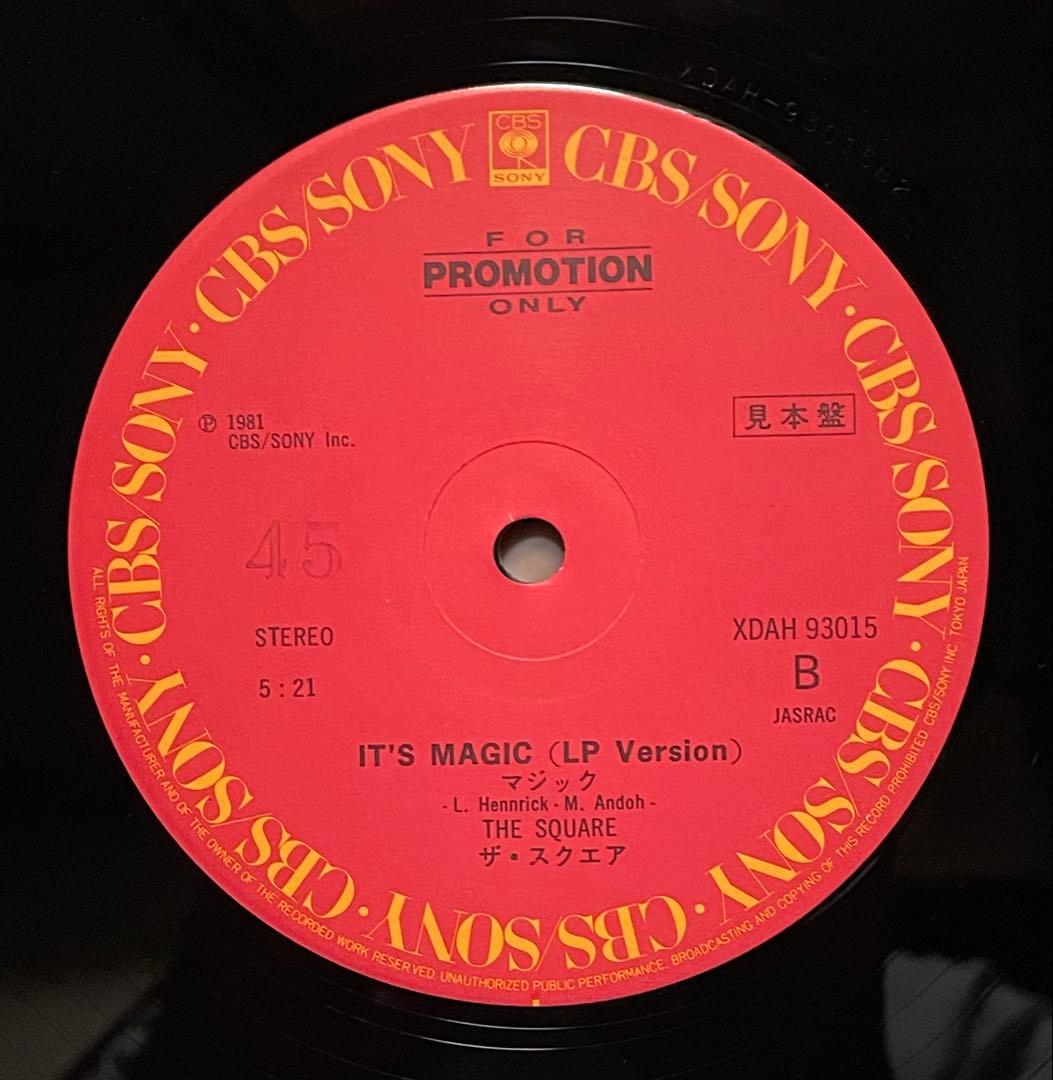 CBS/SONY · CBS/SONY · CBS/SONY · CBS/SONY · CBS/SONY · CBS/SONY · CBS/SONY · CBS/SONY
CBS
SONY
FOR
PROMOTION
ONLY
Ⓟ 1981
CBS/SONY Inc.
見本盤
45
STEREO
5:21
XDAH 93015
B
JASRAC
IT'S MAGIC (LP Version)
マジック
- L. Hennrick - M. Andoh -
THE SQUARE
ザ・スクエア
ALL RIGHTS OF THE MANUFACTURER AND OF THE OWNER OF THE RECORDED WORK RESERVED. UNAUTHORIZED PUBLIC PERFORMANCE, BROADCASTING AND COPYING OF THIS RECORD PROHIBITED CBS/SONY INC TOKYO JAPAN